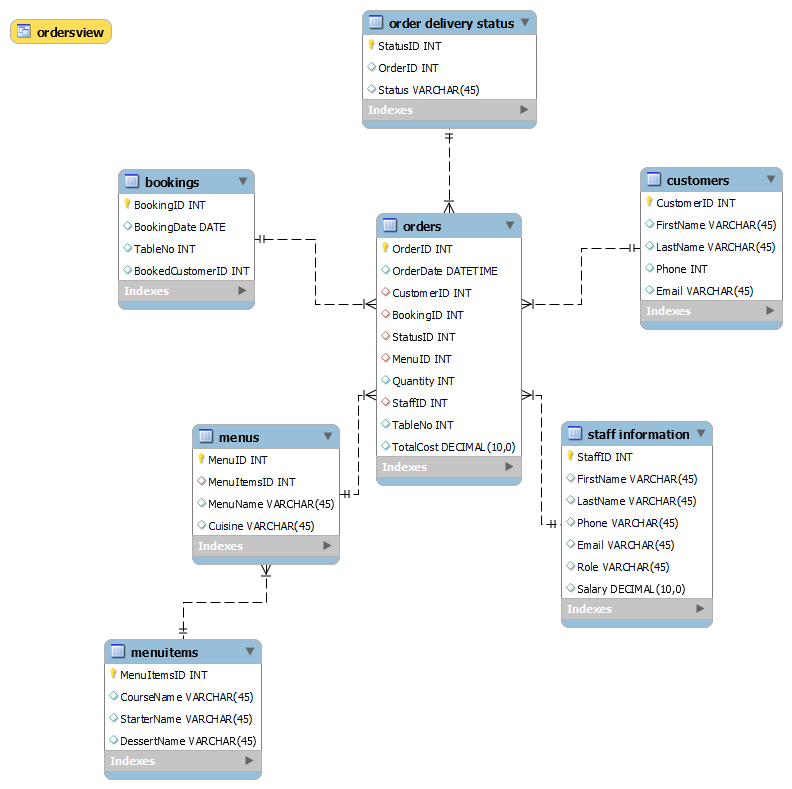 ordersview
order delivery status
StatusID INT
OrderID INT
Status VARCHAR(45)
Indexes
bookings
BookingID INT
BookingDate DATE
TableNo INT
BookedCustomerID INT
Indexes
customers
CustomerID INT
FirstName VARCHAR(45)
LastName VARCHAR(45)
Phone INT
Email VARCHAR(45)
Indexes
orders
OrderID INT
OrderDate DATETIME
CustomerID INT
BookingID INT
StatusID INT
MenuID INT
Quantity INT
StaffID INT
TableNo INT
TotalCost DECIMAL(10,0)
Indexes
menus
MenuID INT
MenuItemsID INT
MenuName VARCHAR(45)
Cuisine VARCHAR(45)
Indexes
staff information
StaffID INT
FirstName VARCHAR(45)
LastName VARCHAR(45)
Phone VARCHAR(45)
Email VARCHAR(45)
Role VARCHAR(45)
Salary DECIMAL(10,0)
Indexes
menuitems
MenuItemsID INT
CourseName VARCHAR(45)
StarterName VARCHAR(45)
DessertName VARCHAR(45)
Indexes